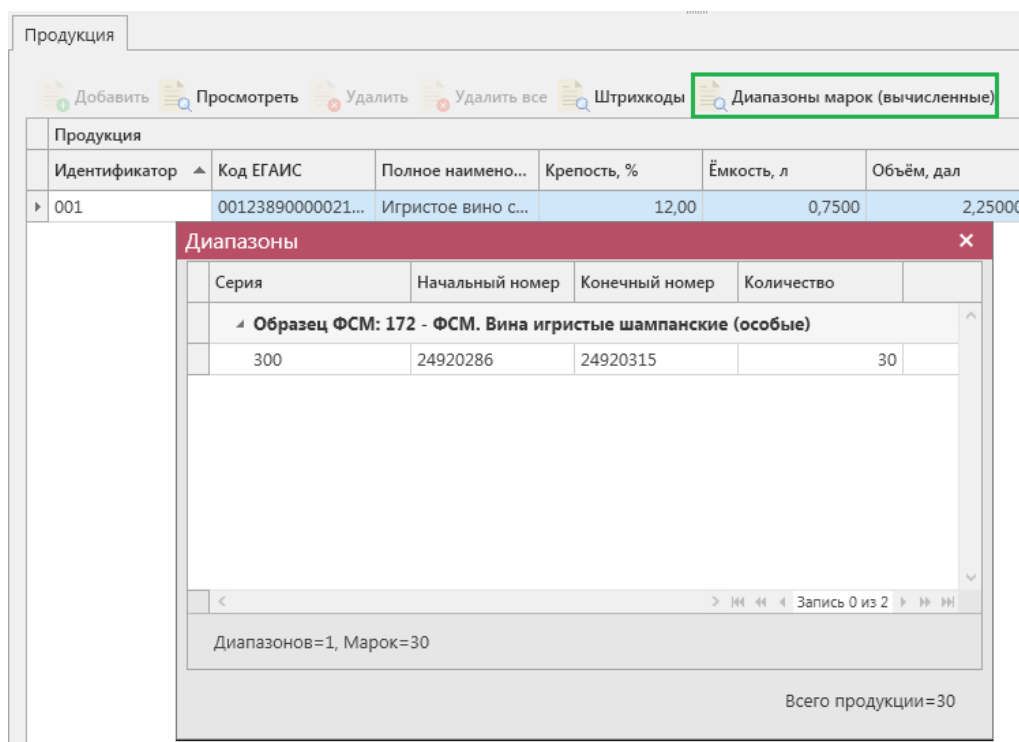 Продукция
Добавить Просмотреть Удалить Удалить все Штрихкоды Диапазоны марок (вычисленные)
Продукция
Идентификатор Код ЕГАИС Полное наимено... Крепость, % Ёмкость, л Объём, дал
001 00123890000021... Игристое вино с... 12,00 0,7500 2,25000
Диапазоны
Серия Начальный номер Конечный номер Количество
Образец ФСМ: 172 - ФСМ. Вина игристые шампанские (особые)
300 24920286 24920315 30
Запись 0 из 2
Диапазонов=1, Марок=30
Всего продукции=30